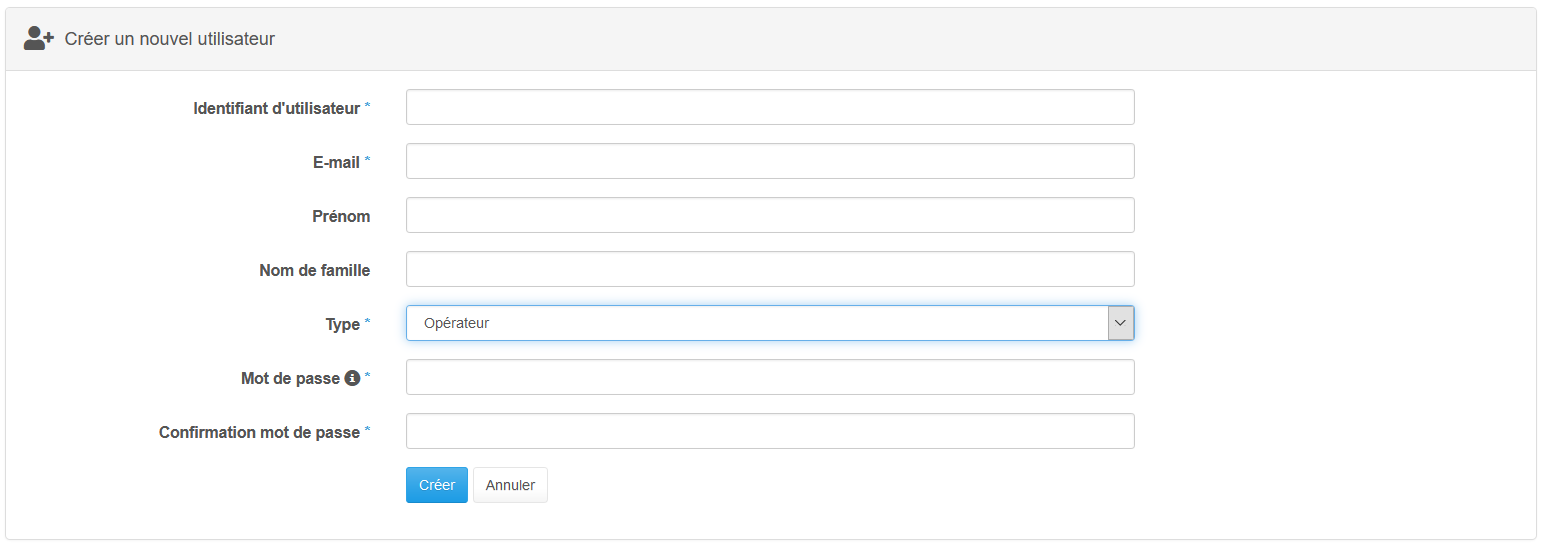 Créer un nouvel utilisateur
Identifiant d'utilisateur *
E-mail *
Prénom
Nom de famille
Type *
Opérateur
Mot de passe *
Confirmation mot de passe *
Créer
Annuler